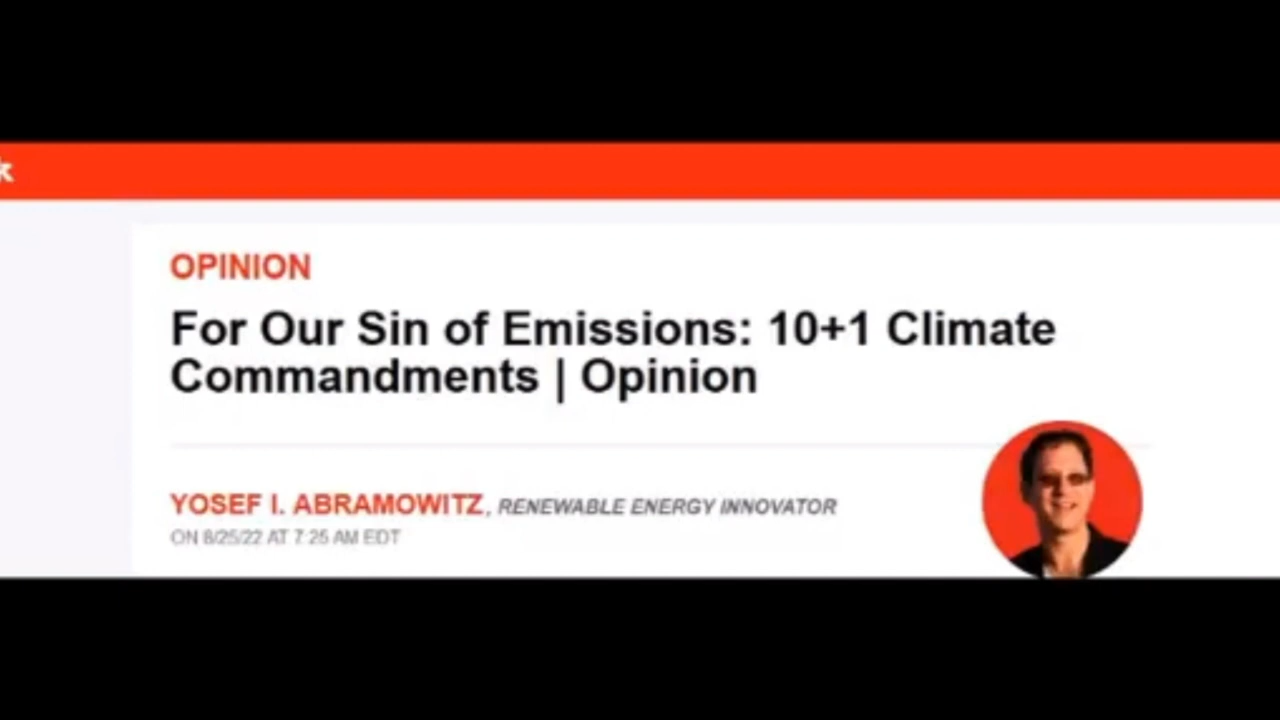 k
OPINION
For Our Sin of Emissions: 10+1 Climate
Commandments | Opinion
YOSEF I. ABRAMOWITZ, RENEWABLE ENERGY INNOVATOR
ON 8/25/22 AT 7:25 AM EDT